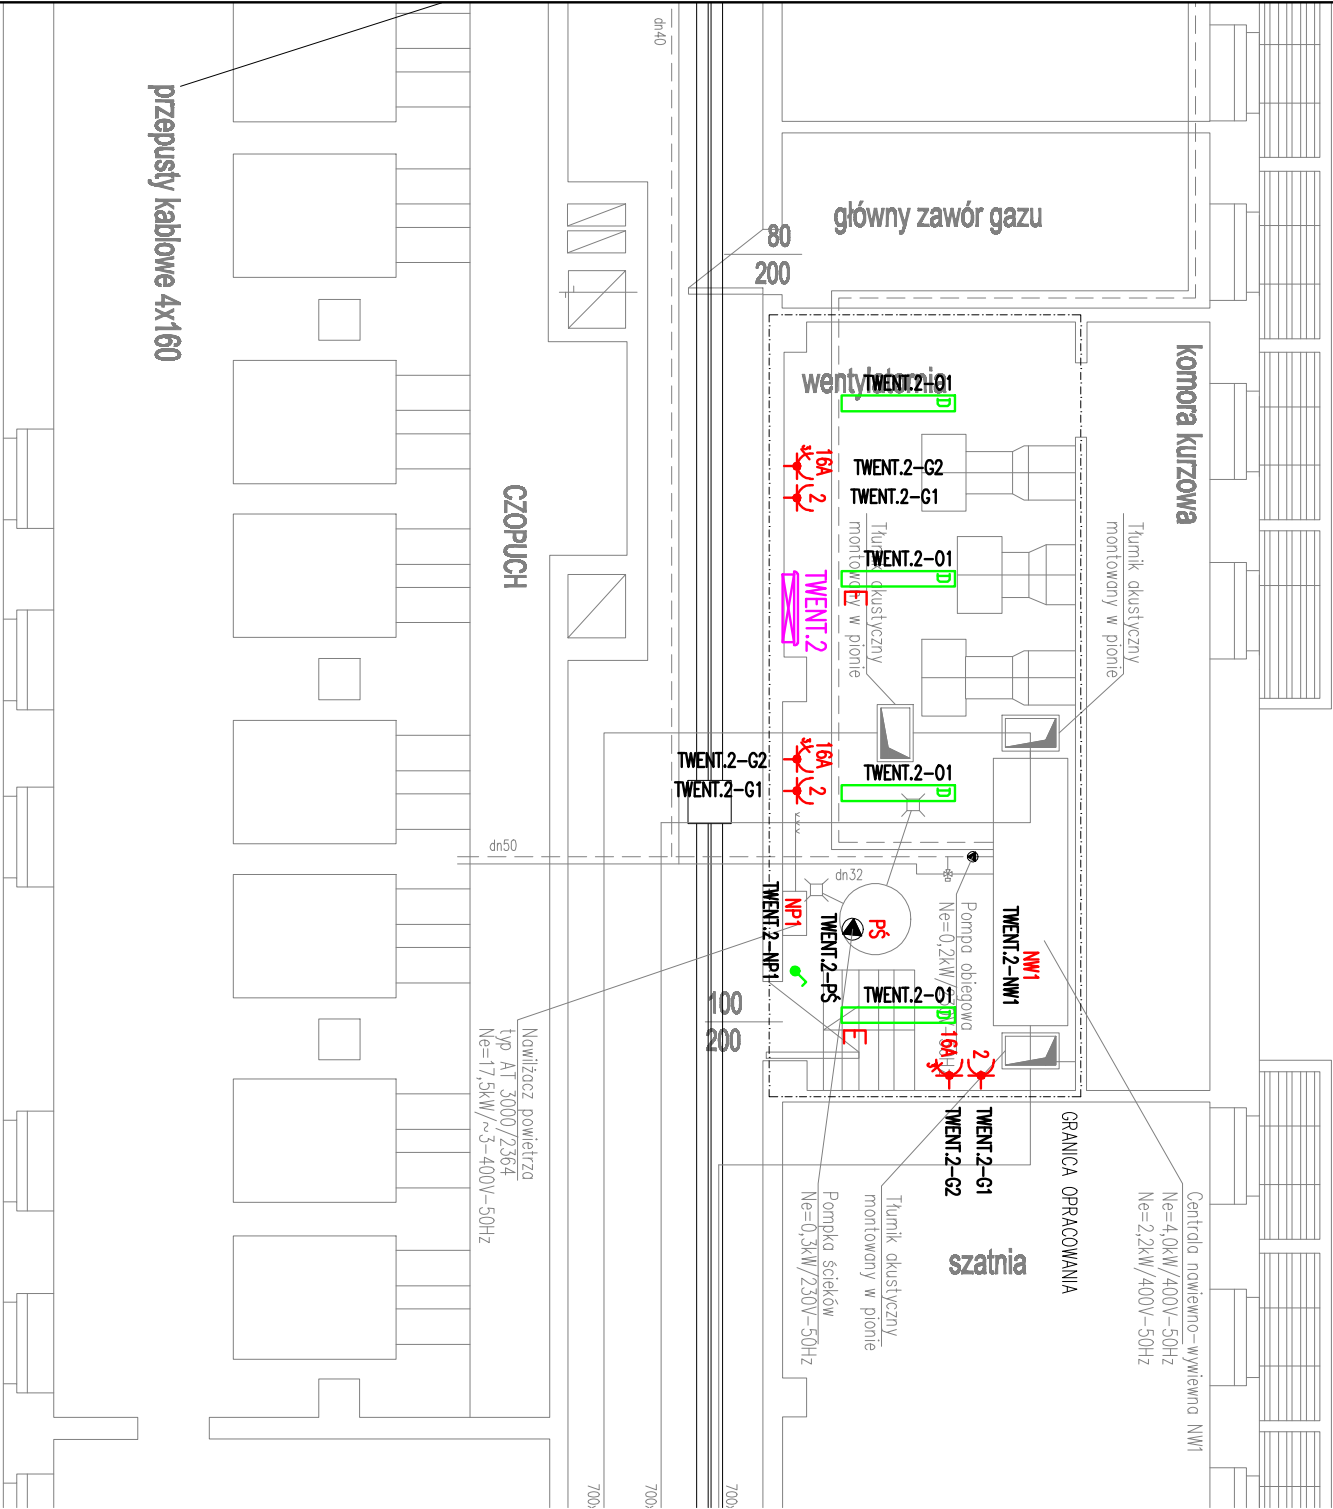 dn40
przepusty kablowe 4x160
główny zawór gazu
80
200
komora kurzowa
wentylatornia
TWENT.2-O1
D
16A
TWENT.2-G2
2
TWENT.2-G1
CZOPUCH
Tłumik akustyczny
montowany w pionie
Tłumik akustyczny
montowany w pionie
TWENT.2-O1
D
E
TWENT.2
TWENT.2-G2
16A
TWENT.2-G1
2
TWENT.2-O1
D
dn50
dn32
NP1
TWENT.2-NP1
PŚ
TWENT.2-PŚ
Pompa obiegowa
Ne=0,2kW/
NW1
TWENT.2-NW1
TWENT.2-O1
D
E
100
200
16A
2
Nawilżacz powietrza
typ AT 3000/2364
Ne=17,5kW/~3-400V-50Hz
TWENT.2-G1
TWENT.2-G2
GRANICA OPRACOWANIA
Centrala nawiewno-wywiewna NW1
Ne=4,0kW/400V-50Hz
Ne=2,2kW/400V-50Hz
Tłumik akustyczny
montowany w pionie
Pompka ścieków
Ne=0,3kW/230V-50Hz
szatnia